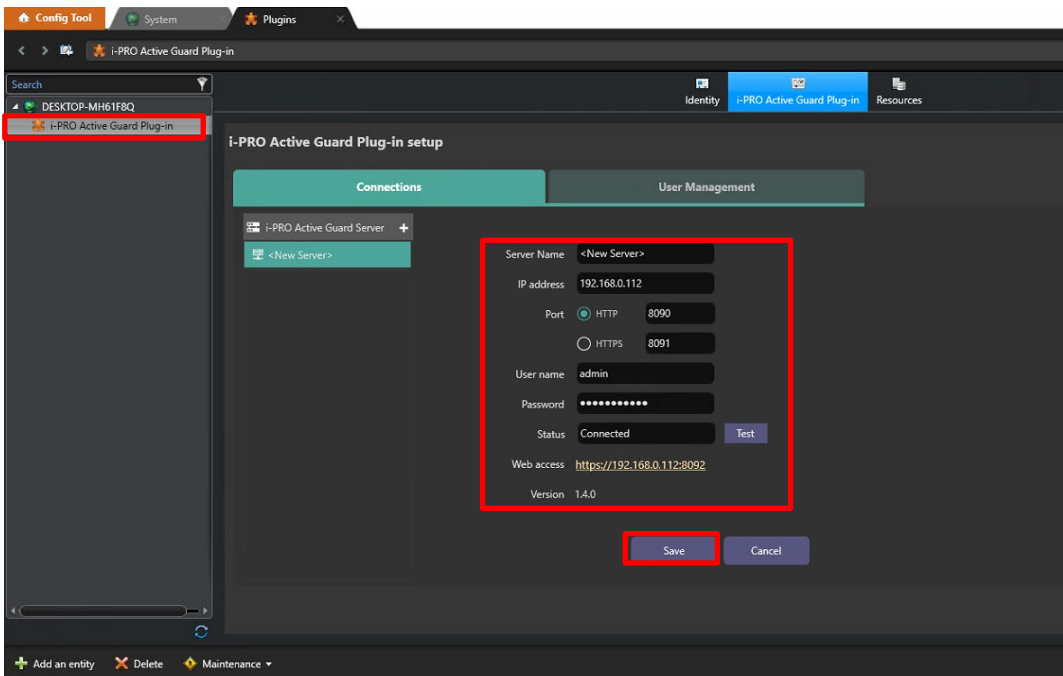 Config Tool
System
Plugins
i-PRO Active Guard Plug-in
Search
DESKTOP-MH61F8Q
i-PRO Active Guard Plug-in
Identity
i-PRO Active Guard Plug-in
Resources
i-PRO Active Guard Plug-in setup
Connections
User Management
i-PRO Active Guard Server +
<New Server>
Server Name <New Server>
IP address 192.168.0.112
Port HTTP 8090
HTTPS 8091
User name admin
Password •••••••••••
Status Connected Test
Web access https://192.168.0.112:8092
Version 1.4.0
Save Cancel
Add an entity Delete Maintenance